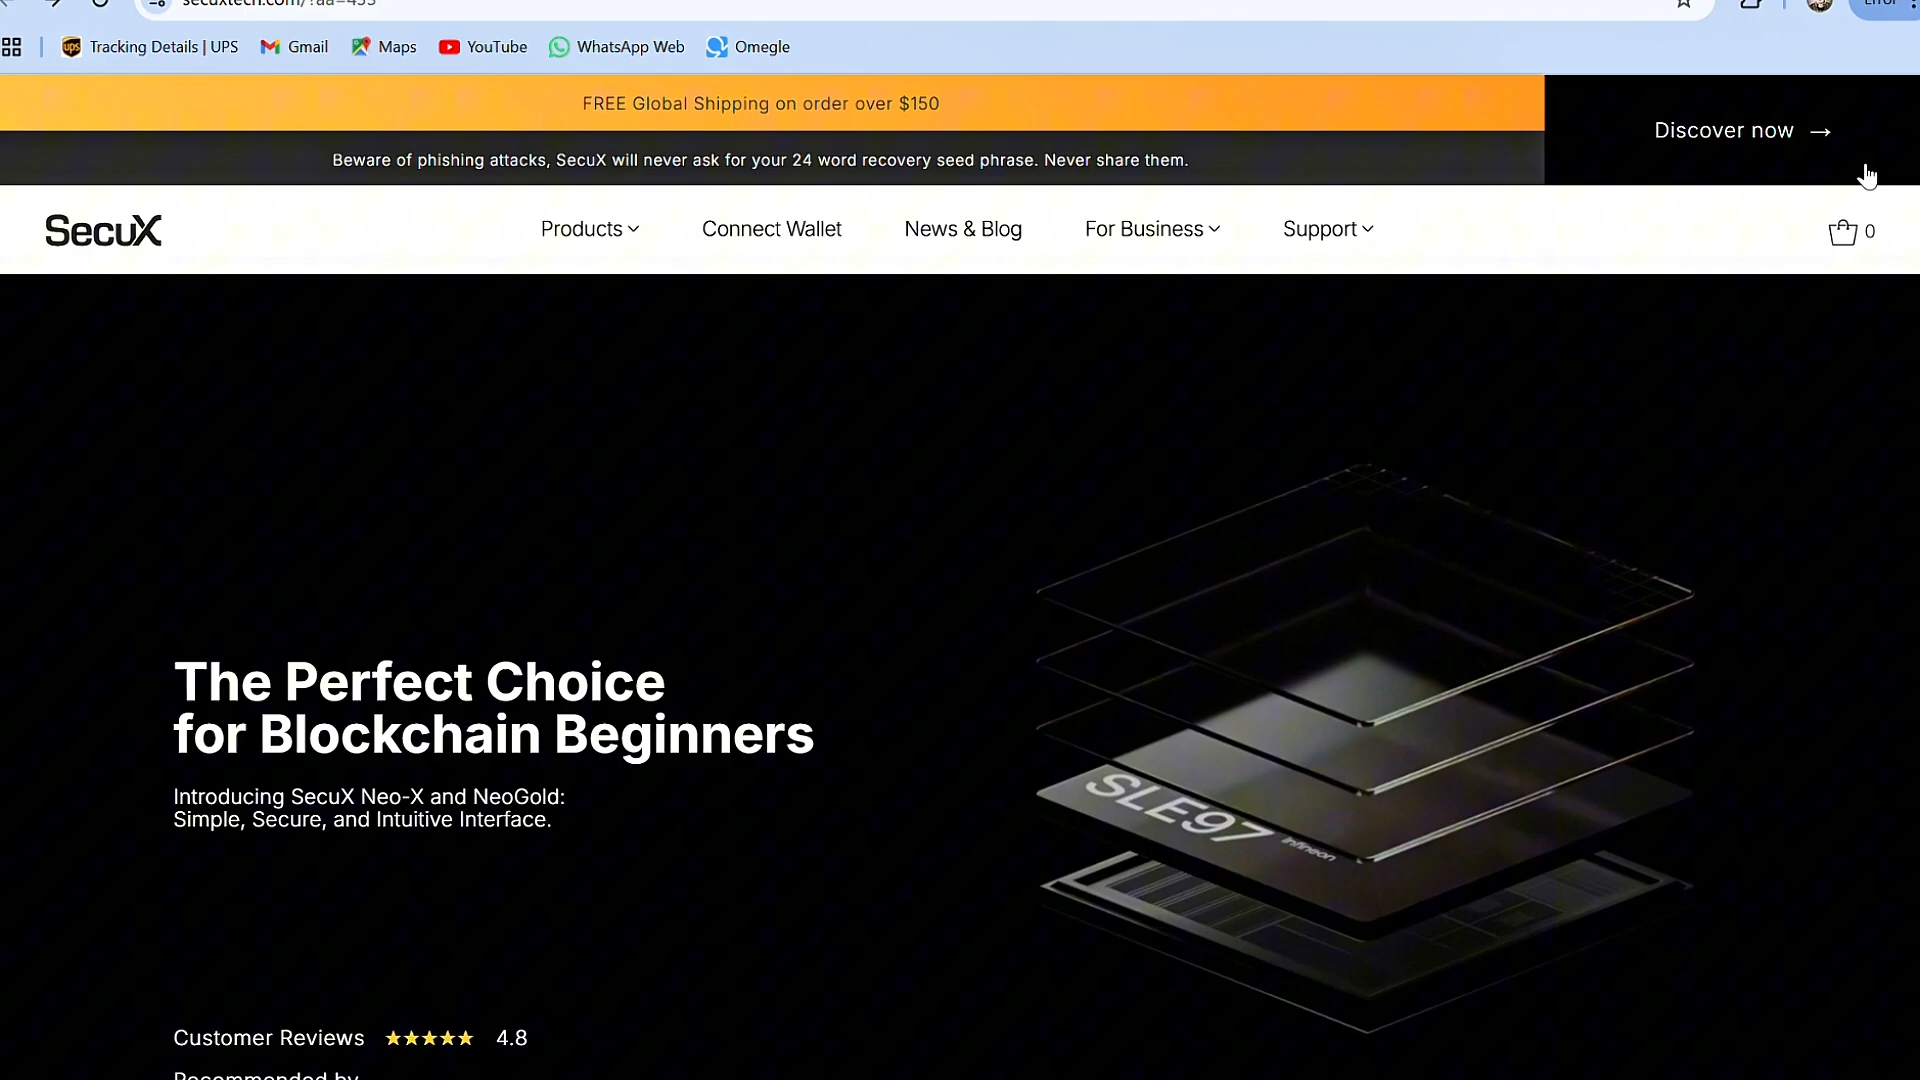 secuxtech.com/?aa=453
Error
Tracking Details | UPS Gmail Maps YouTube WhatsApp Web Omegle
FREE Global Shipping on order over $150
Discover now →
Beware of phishing attacks, SecuX will never ask for your 24 word recovery seed phrase. Never share them.
SecuX Products Connect Wallet News & Blog For Business Support 0
The Perfect Choice
for Blockchain Beginners
Introducing SecuX Neo-X and NeoGold:
Simple, Secure, and Intuitive Interface.
SLE97 infineon
Customer Reviews ★★★★★ 4.8
Recommended by